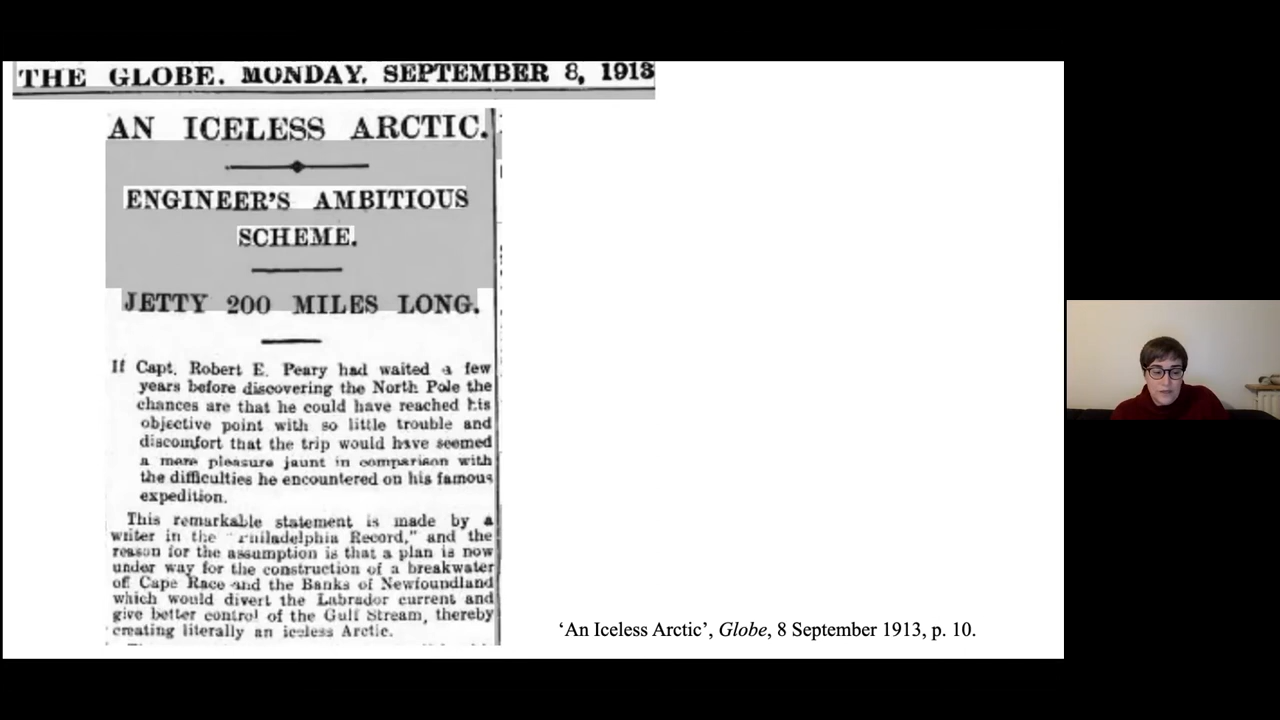 THE GLOBE. MONDAY, SEPTEMBER 8, 1913
AN ICELESS ARCTIC.
ENGINEER'S AMBITIOUS
SCHEME.
JETTY 200 MILES LONG.
If Capt. Robert E. Peary had waited a few
years before discovering the North Pole the
chances are that he could have reached his
objective point with so little trouble and
discomfort that the trip would have seemed
a mere pleasure jaunt in comparison with
the difficulties he encountered on his famous
expedition.
This remarkable statement is made by a
writer in the "Philadelphia Record," and the
reason for the assumption is that a plan is now
under way for the construction of a breakwater
off Cape Race and the Banks of Newfoundland
which would divert the Labrador current and
give better control of the Gulf Stream, thereby
creating literally an iceless Arctic.
‘An Iceless Arctic’, Globe, 8 September 1913, p. 10.